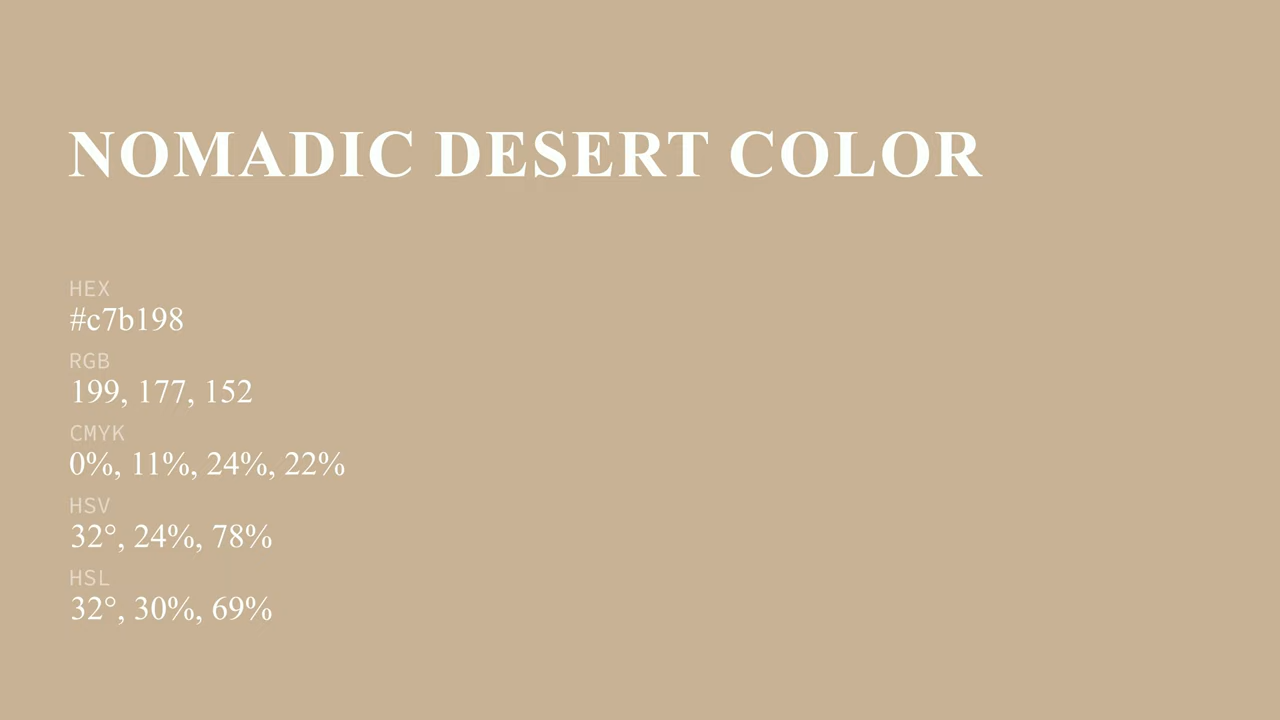 NOMADIC DESERT COLOR
HEX
#c7b198
RGB
199, 177, 152
CMYK
0%, 11%, 24%, 22%
HSV
32°, 24%, 78%
HSL
32°, 30%, 69%